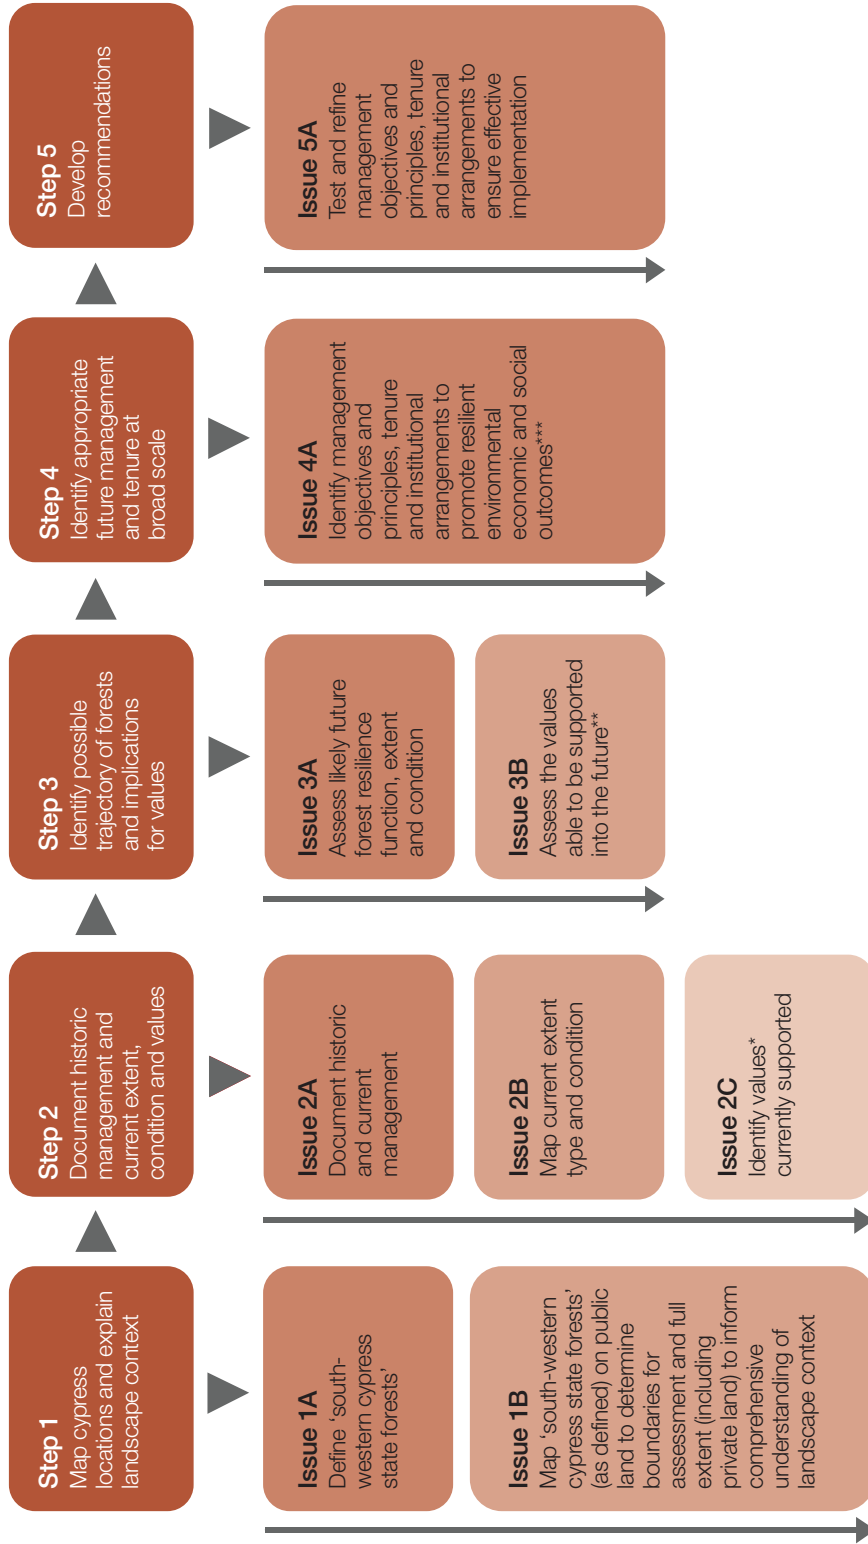 Step 1
Map cypress
locations and explain
landscape context
Issue 1A
Define ‘south-
western cypress
state forests’
Issue 1B
Map ‘south-western
cypress state forests’
(as defined) on public
land to determine
boundaries for
assessment and full
extent (including
private land) to inform
comprehensive
understanding of
landscape context
Step 2
Document historic
management and
current extent,
condition and values
Issue 2A
Document historic
and current
management
Issue 2B
Map current extent
type and condition
Issue 2C
Identify values*
currently supported
Step 3
Identify possible
trajectory of forests
and implications
for values
Issue 3A
Assess likely future
forest resilience
function, extent
and condition
Issue 3B
Assess the values
able to be supported
into the future**
Step 4
Identify appropriate
future management
and tenure at
broad scale
Issue 4A
Identify management
objectives and
principles, tenure
and institutional
arrangements to
promote resilient
environmental
economic and social
outcomes***
Step 5
Develop
recommendations
Issue 5A
Test and refine
management
objectives and
principles, tenure
and institutional
arrangements to
ensure effective
implementation